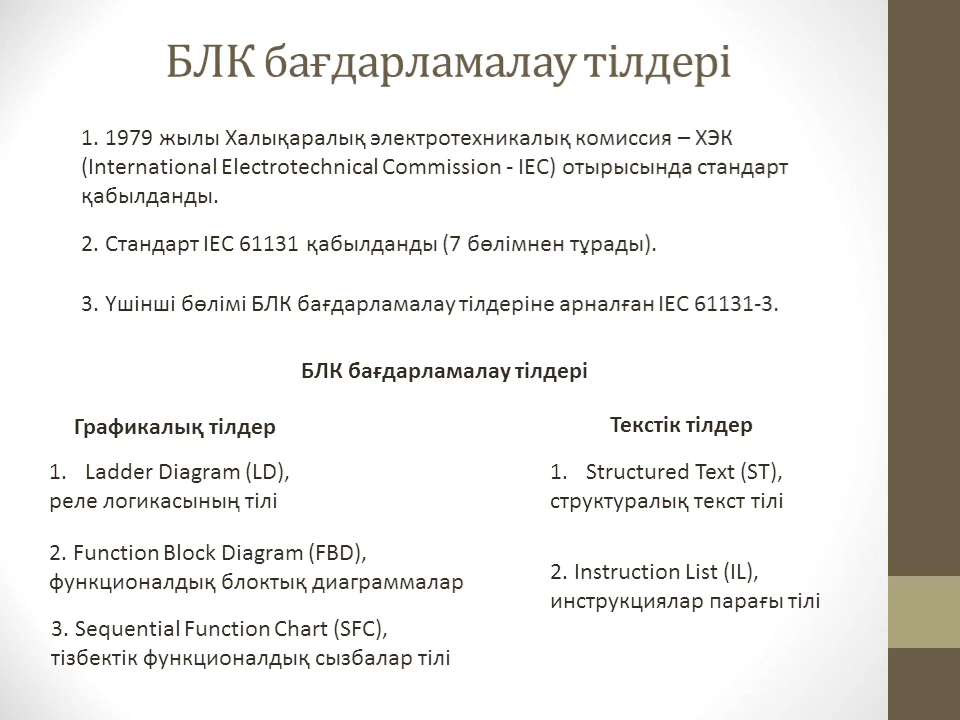 БЛК бағдарламалау тілдері
1. 1979 жылы Халықаралық электротехникалық комиссия – ХЭК
(International Electrotechnical Commission - IEC) отырысында стандарт
қабылданды.
2. Стандарт IEC 61131 қабылданды (7 бөлімнен тұрады).
3. Үшінші бөлімі БЛК бағдарламалау тілдеріне арналған IEC 61131-3.
БЛК бағдарламалау тілдері
Графикалық тілдер
1. Ladder Diagram (LD),
реле логикасының тілі
2. Function Block Diagram (FBD),
функционалдық блоктық диаграммалар
3. Sequential Function Chart (SFC),
тізбектік функционалдық сызбалар тілі
Текстік тілдер
1. Structured Text (ST),
структуралық текст тілі
2. Instruction List (IL),
инструкциялар парағы тілі